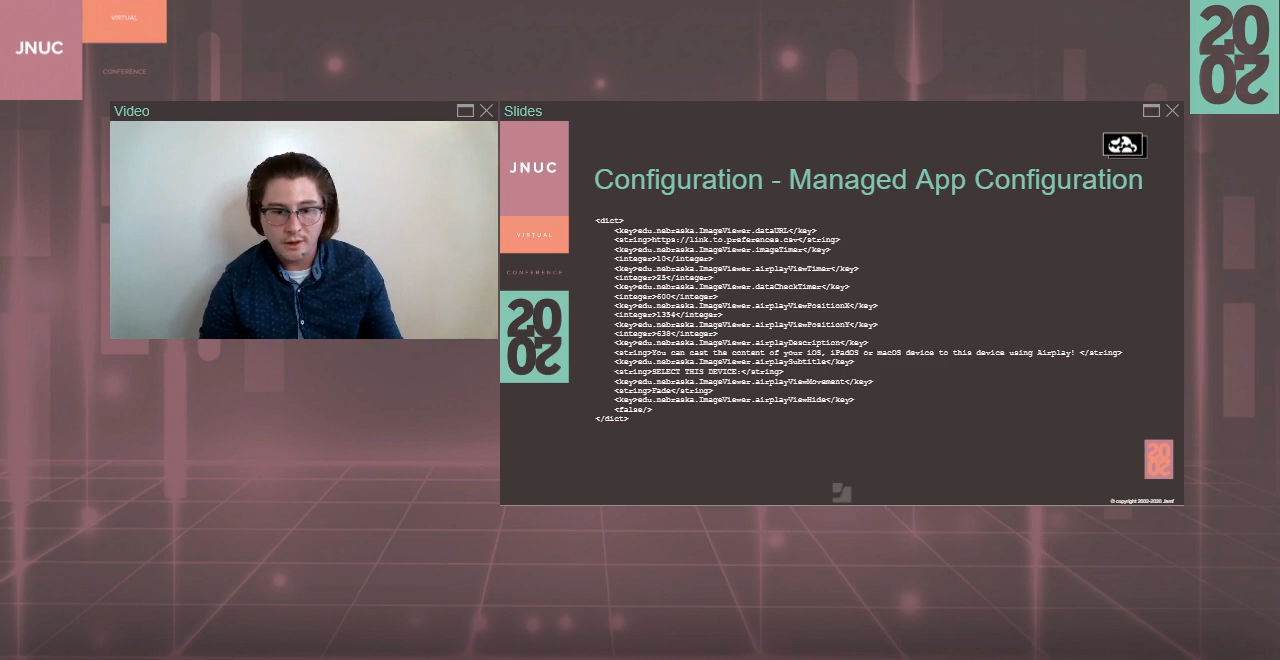 JNUC
VIRTUAL
CONFERENCE
2020
Video
Slides
JNUC
VIRTUAL
CONFERENCE
2020
Configuration - Managed App Configuration
<dict>
<key>edu.nebraska.ImageViewer.dataURL</key>
<string>https://link.to.preferences.csv</string>
<key>edu.nebraska.ImageViewer.imageTimer</key>
<integer>10</integer>
<key>edu.nebraska.ImageViewer.airplayViewTimer</key>
<integer>25</integer>
<key>edu.nebraska.ImageViewer.dataCheckTimer</key>
<integer>600</integer>
<key>edu.nebraska.ImageViewer.airplayViewPositionX</key>
<integer>1354</integer>
<key>edu.nebraska.ImageViewer.airplayViewPositionY</key>
<integer>638</integer>
<key>edu.nebraska.ImageViewer.airplayDescription</key>
<string>You can cast the content of your iOS, iPadOS or macOS device to this device using Airplay! </string>
<key>edu.nebraska.ImageViewer.airplaySubtitle</key>
<string>SELECT THIS DEVICE:</string>
<key>edu.nebraska.ImageViewer.airplayViewMovement</key>
<string>Fade</string>
<key>edu.nebraska.ImageViewer.airplayViewHide</key>
<false/>
</dict>
2020
© copyright 2002-2020 Jamf